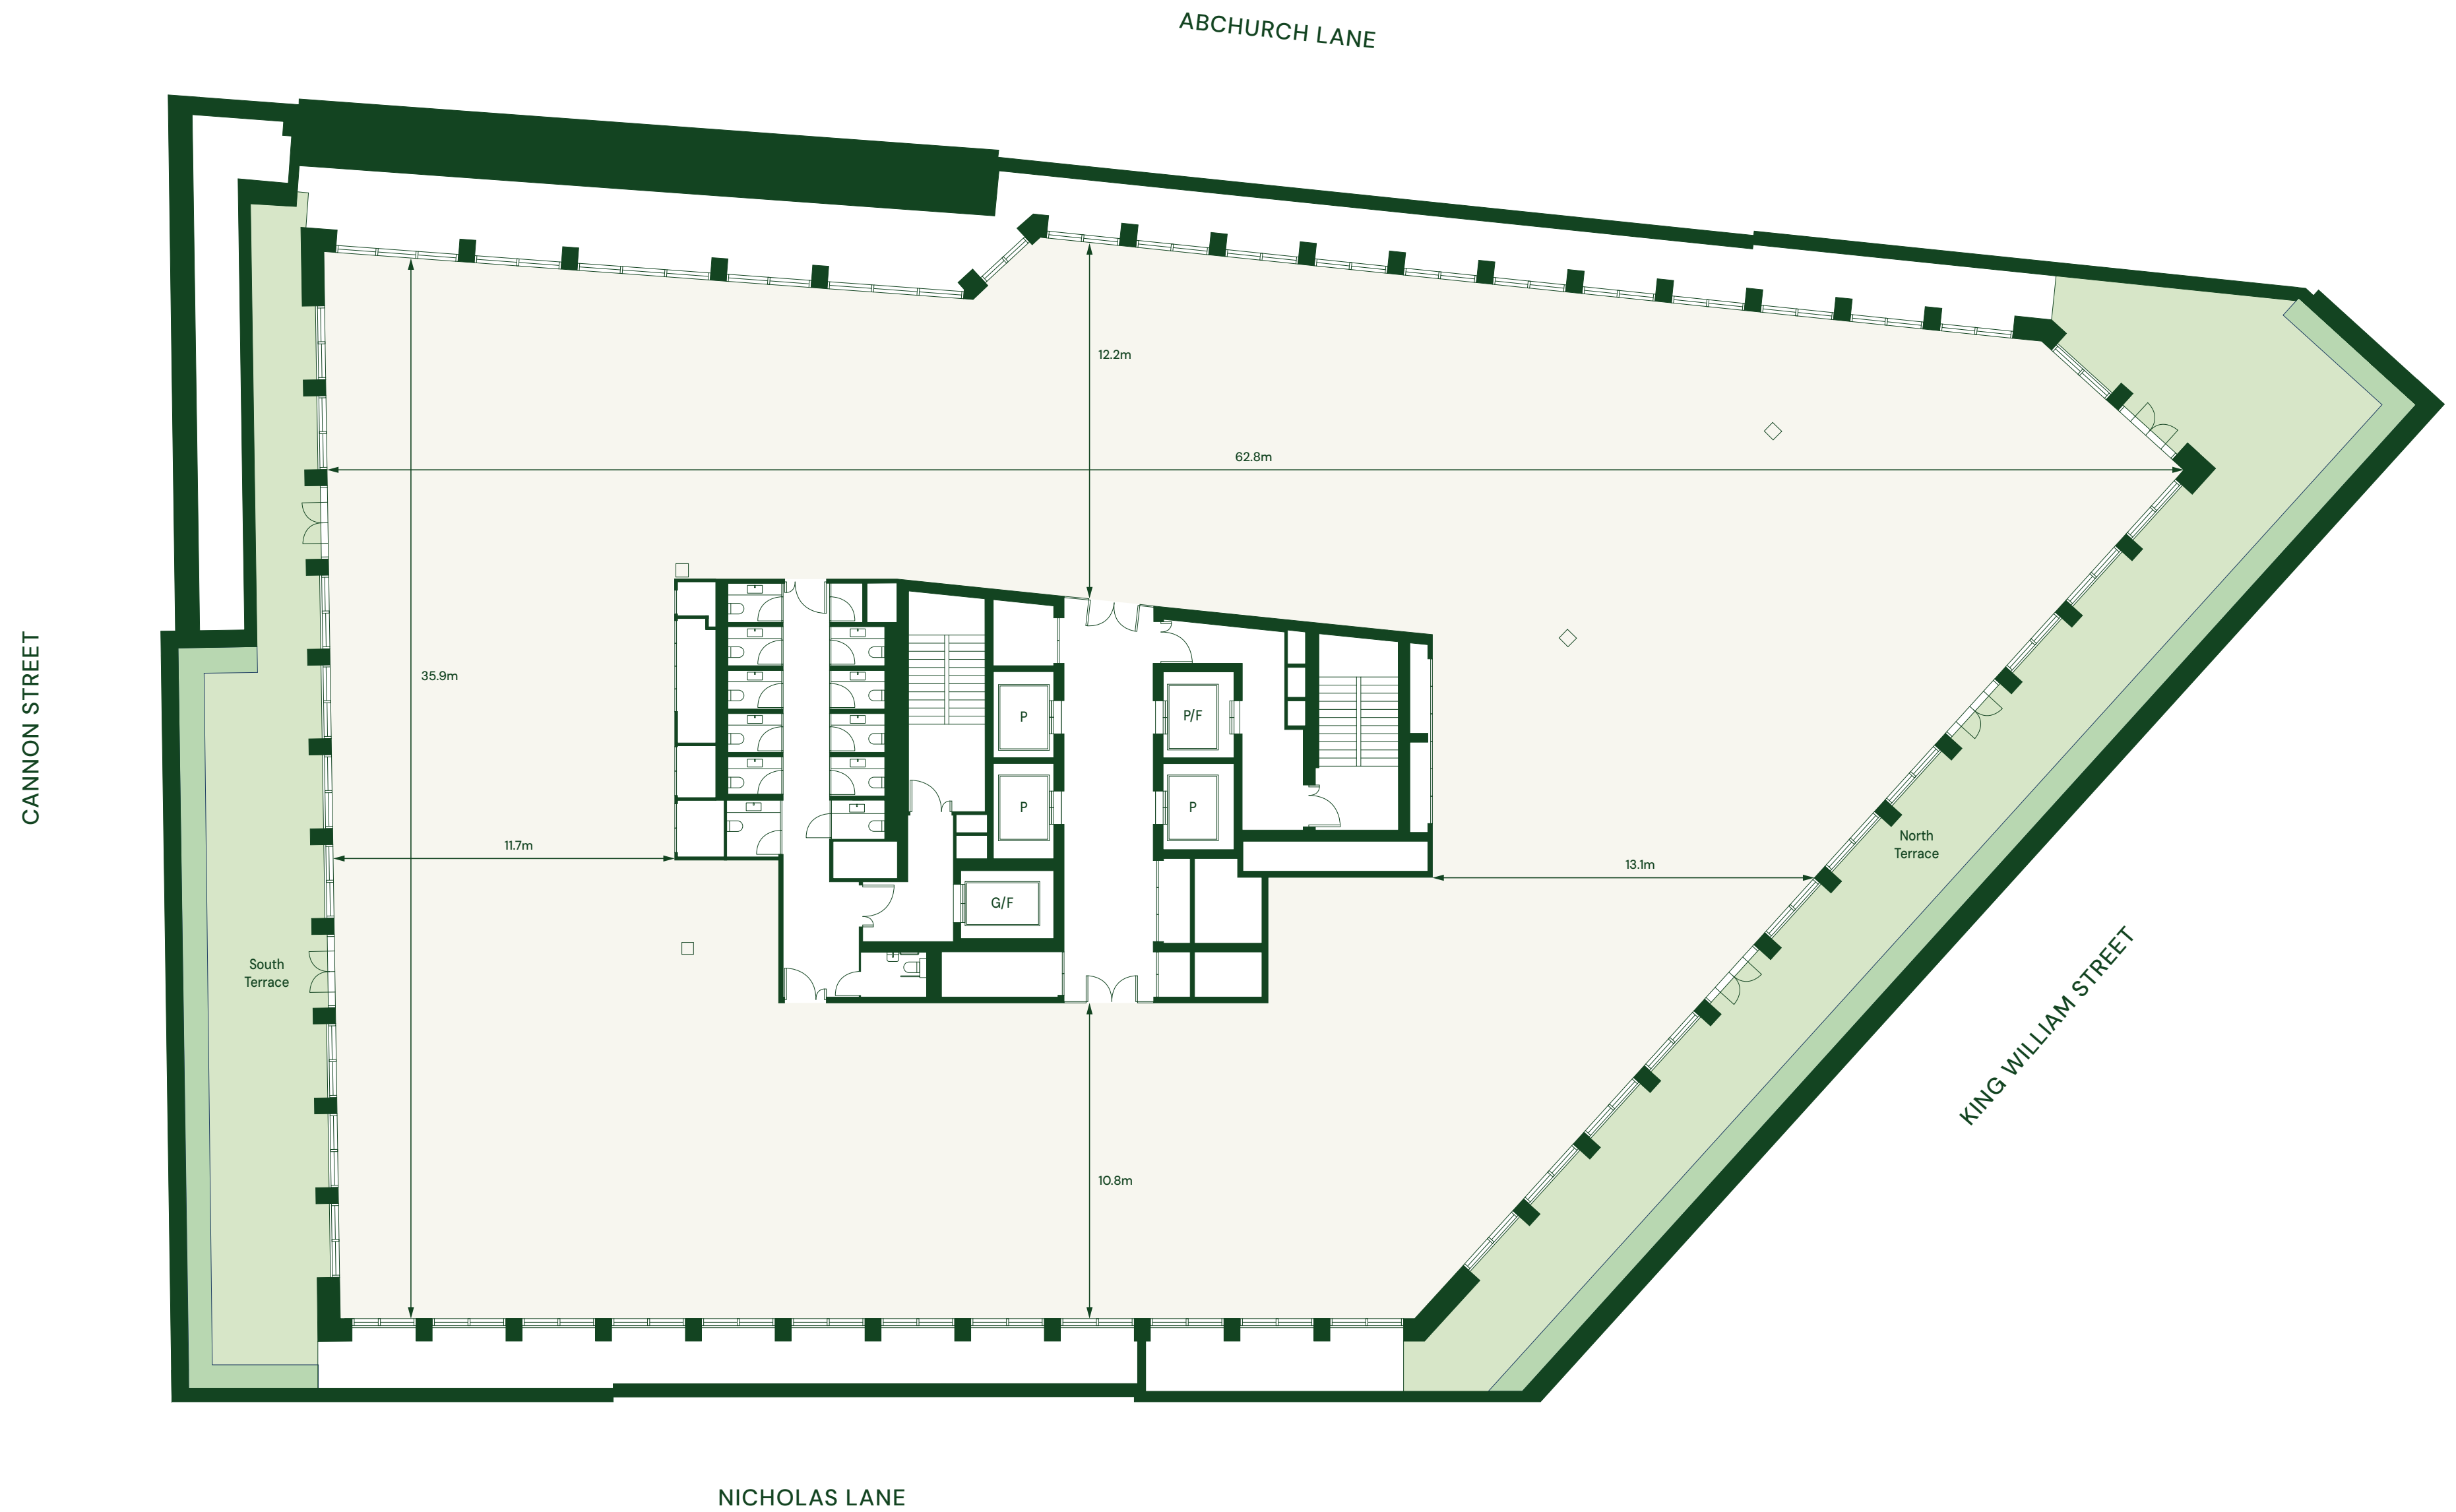 ABCHURCH LANE
12.2m
62.8m
CANNON STREET
35.9m
P
P/F
P
P
11.7m
North
Terrace
13.1m
G/F
South
Terrace
KING WILLIAM STREET
10.8m
NICHOLAS LANE